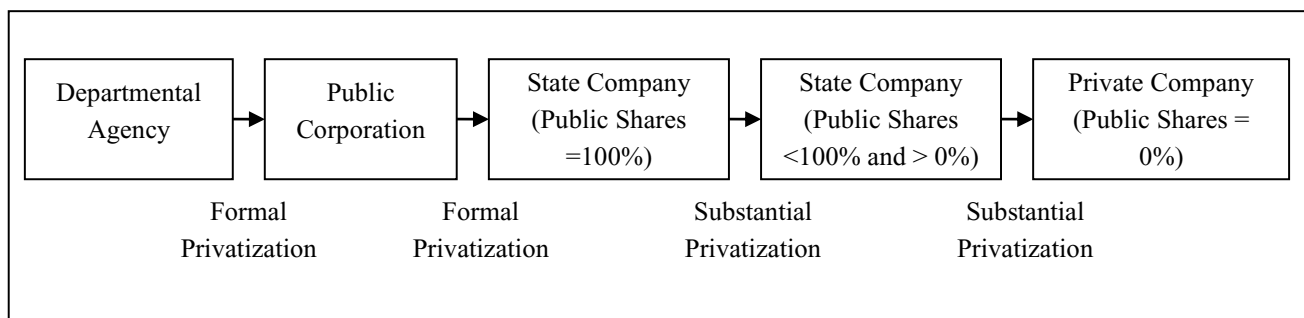 Departmental
Agency
Public
Corporation
State Company
(Public Shares
=100%)
State Company
(Public Shares
<100% and > 0%)
Private Company
(Public Shares =
0%)
Formal
Privatization
Formal
Privatization
Substantial
Privatization
Substantial
Privatization